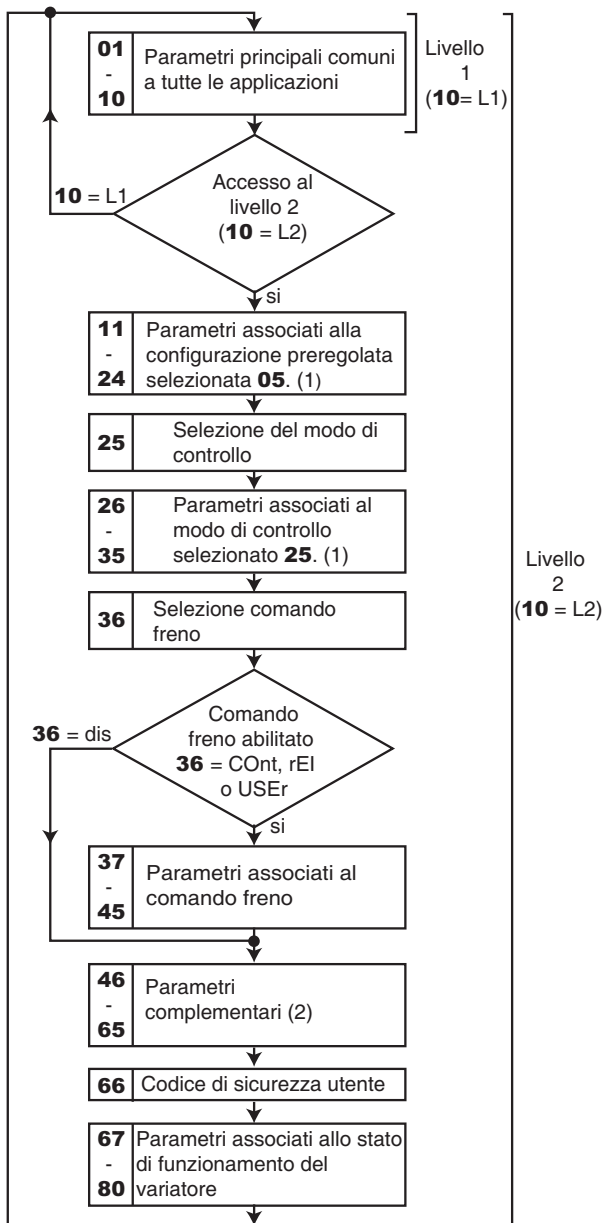 01
-
10
Parametri principali comuni
a tutte le applicazioni
Livello
1
(10= L1)
10 = L1
Accesso al
livello 2
(10 = L2)
si
11
-
24
Parametri associati alla
configurazione preregolata
selezionata 05. (1)
25
Selezione del modo di
controllo
26
-
35
Parametri associati al
modo di controllo
selezionato 25. (1)
Livello
2
(10 = L2)
36
Selezione comando
freno
36 = dis
Comando
freno abilitato
36 = COnt, rEl
o USEr
si
37
-
45
Parametri associati al
comando freno
46
-
65
Parametri
complementari (2)
66
Codice di sicurezza utente
67
-
80
Parametri associati allo stato
di funzionamento del
variatore